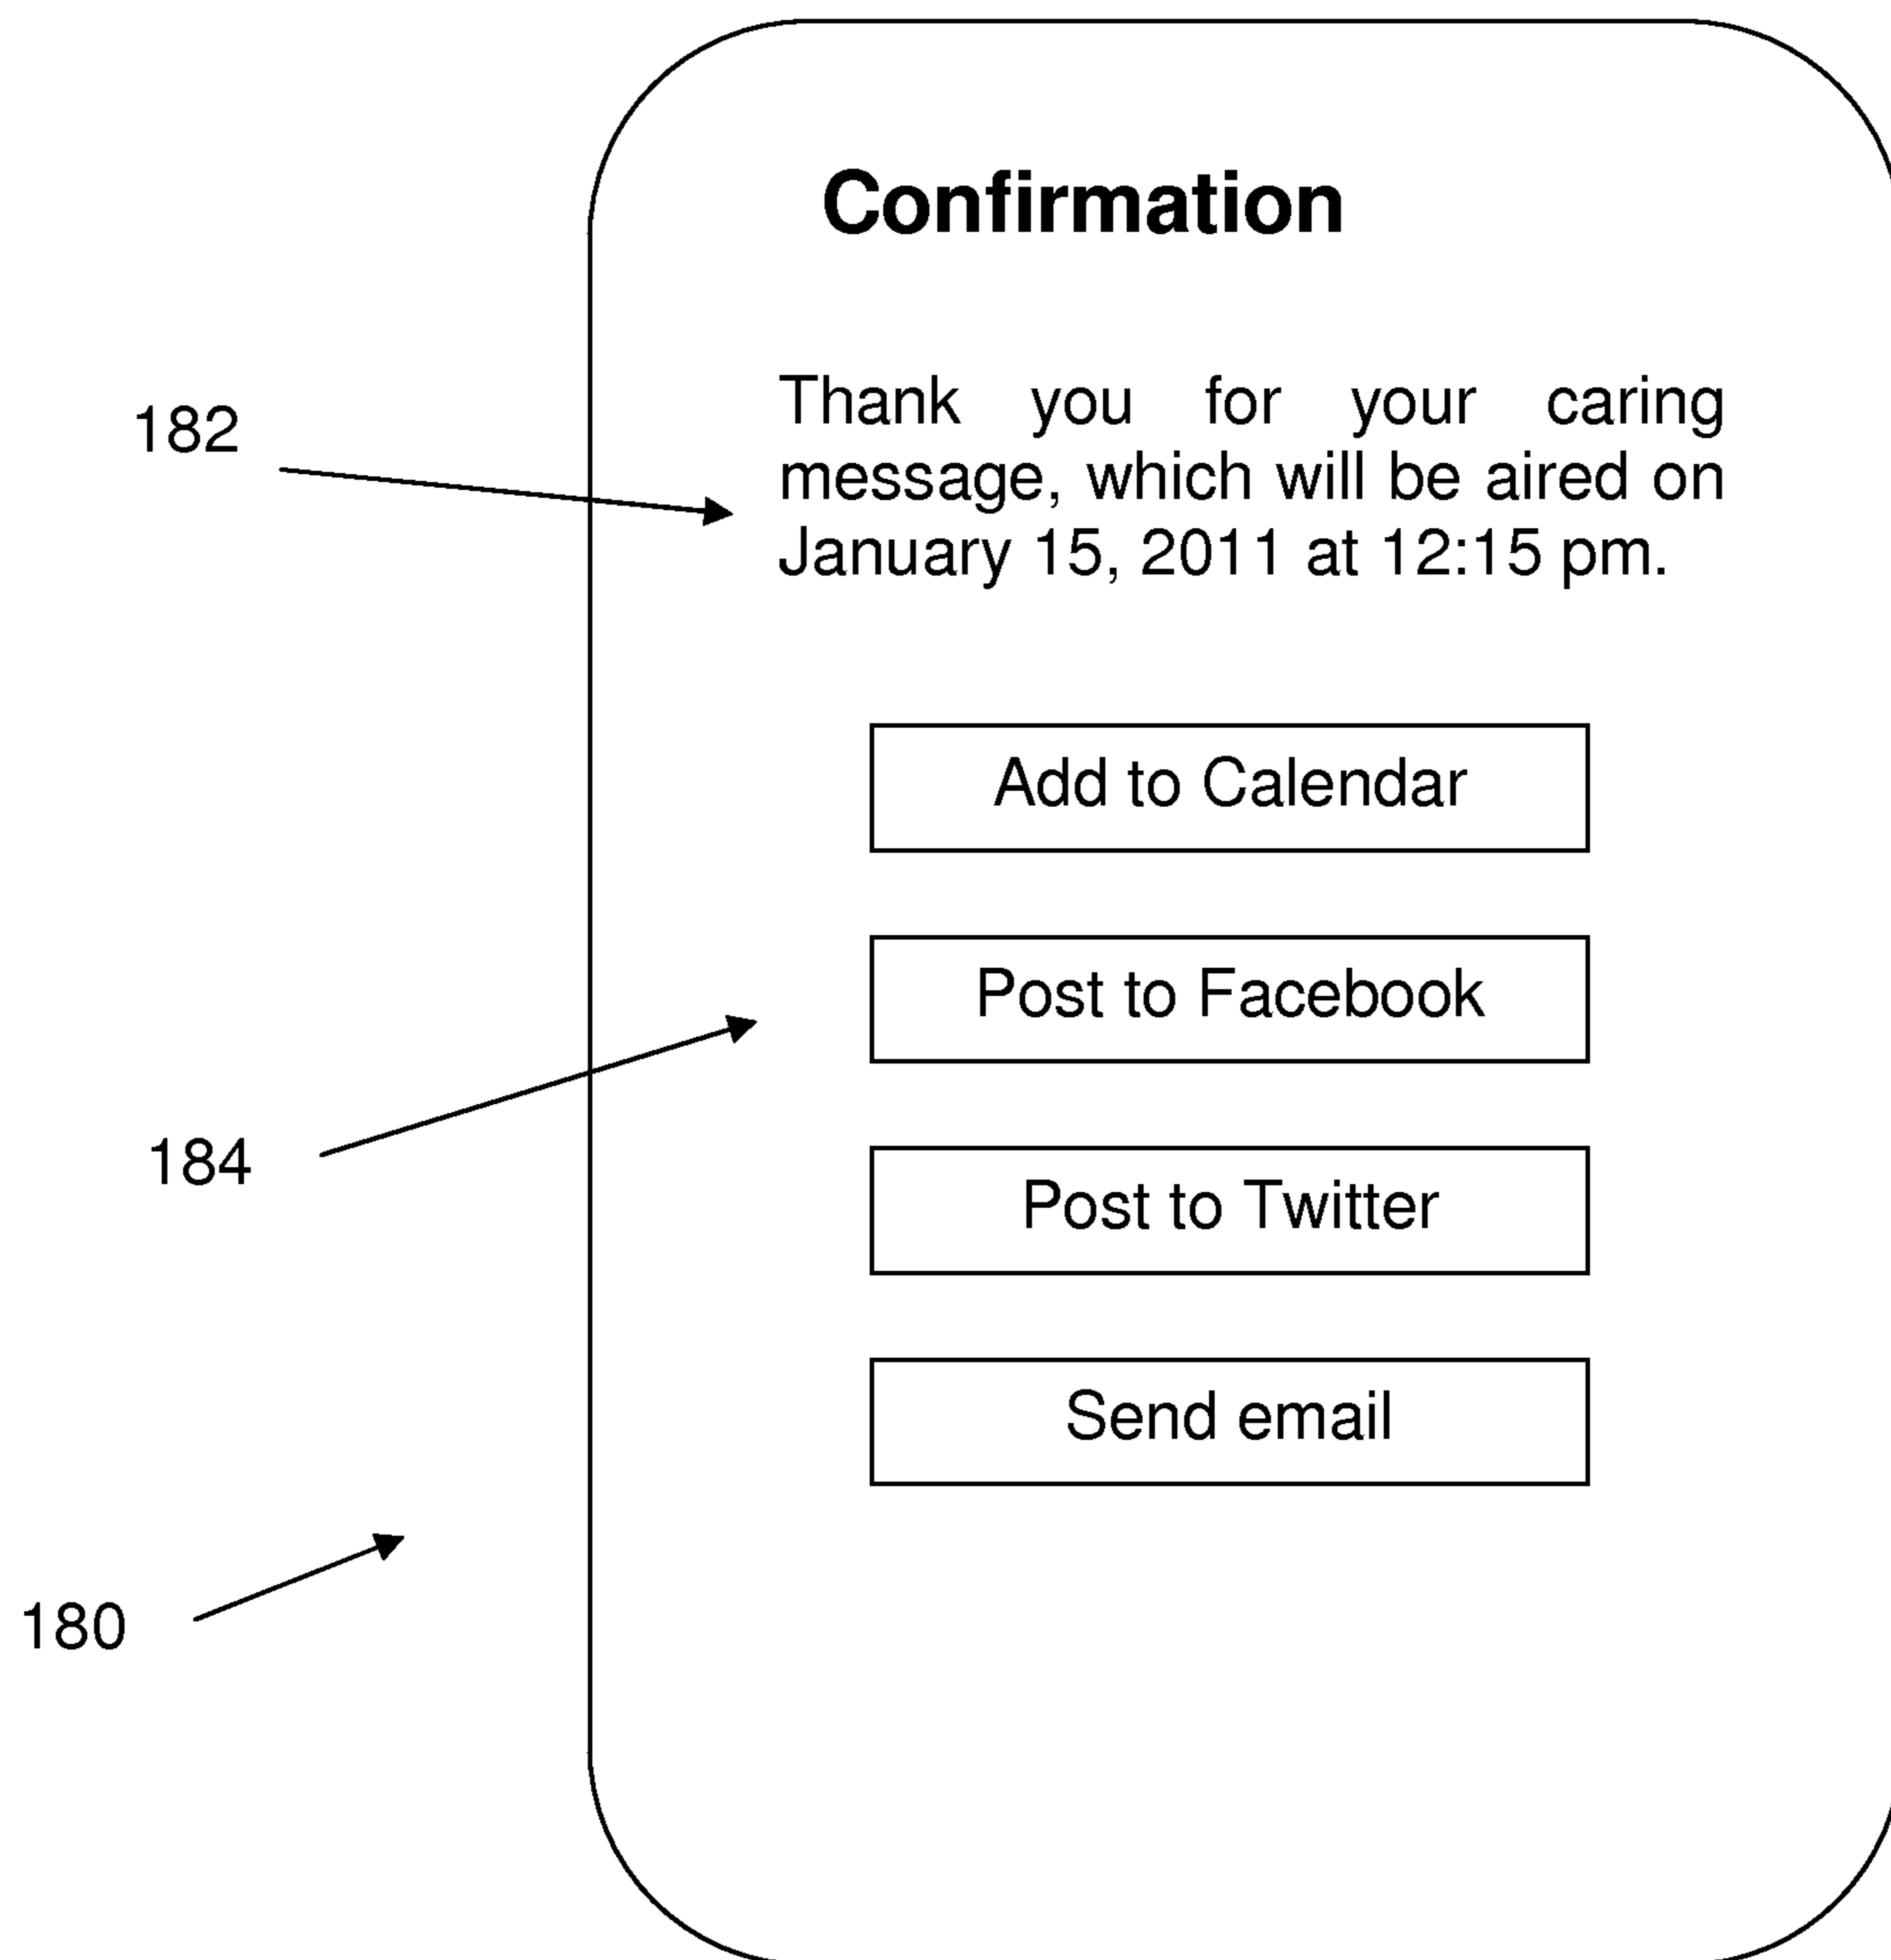 Confirmation
182
Thank you for your caring
message, which will be aired on
January 15, 2011 at 12:15 pm.
Add to Calendar
Post to Facebook
184
Post to Twitter
Send email
180